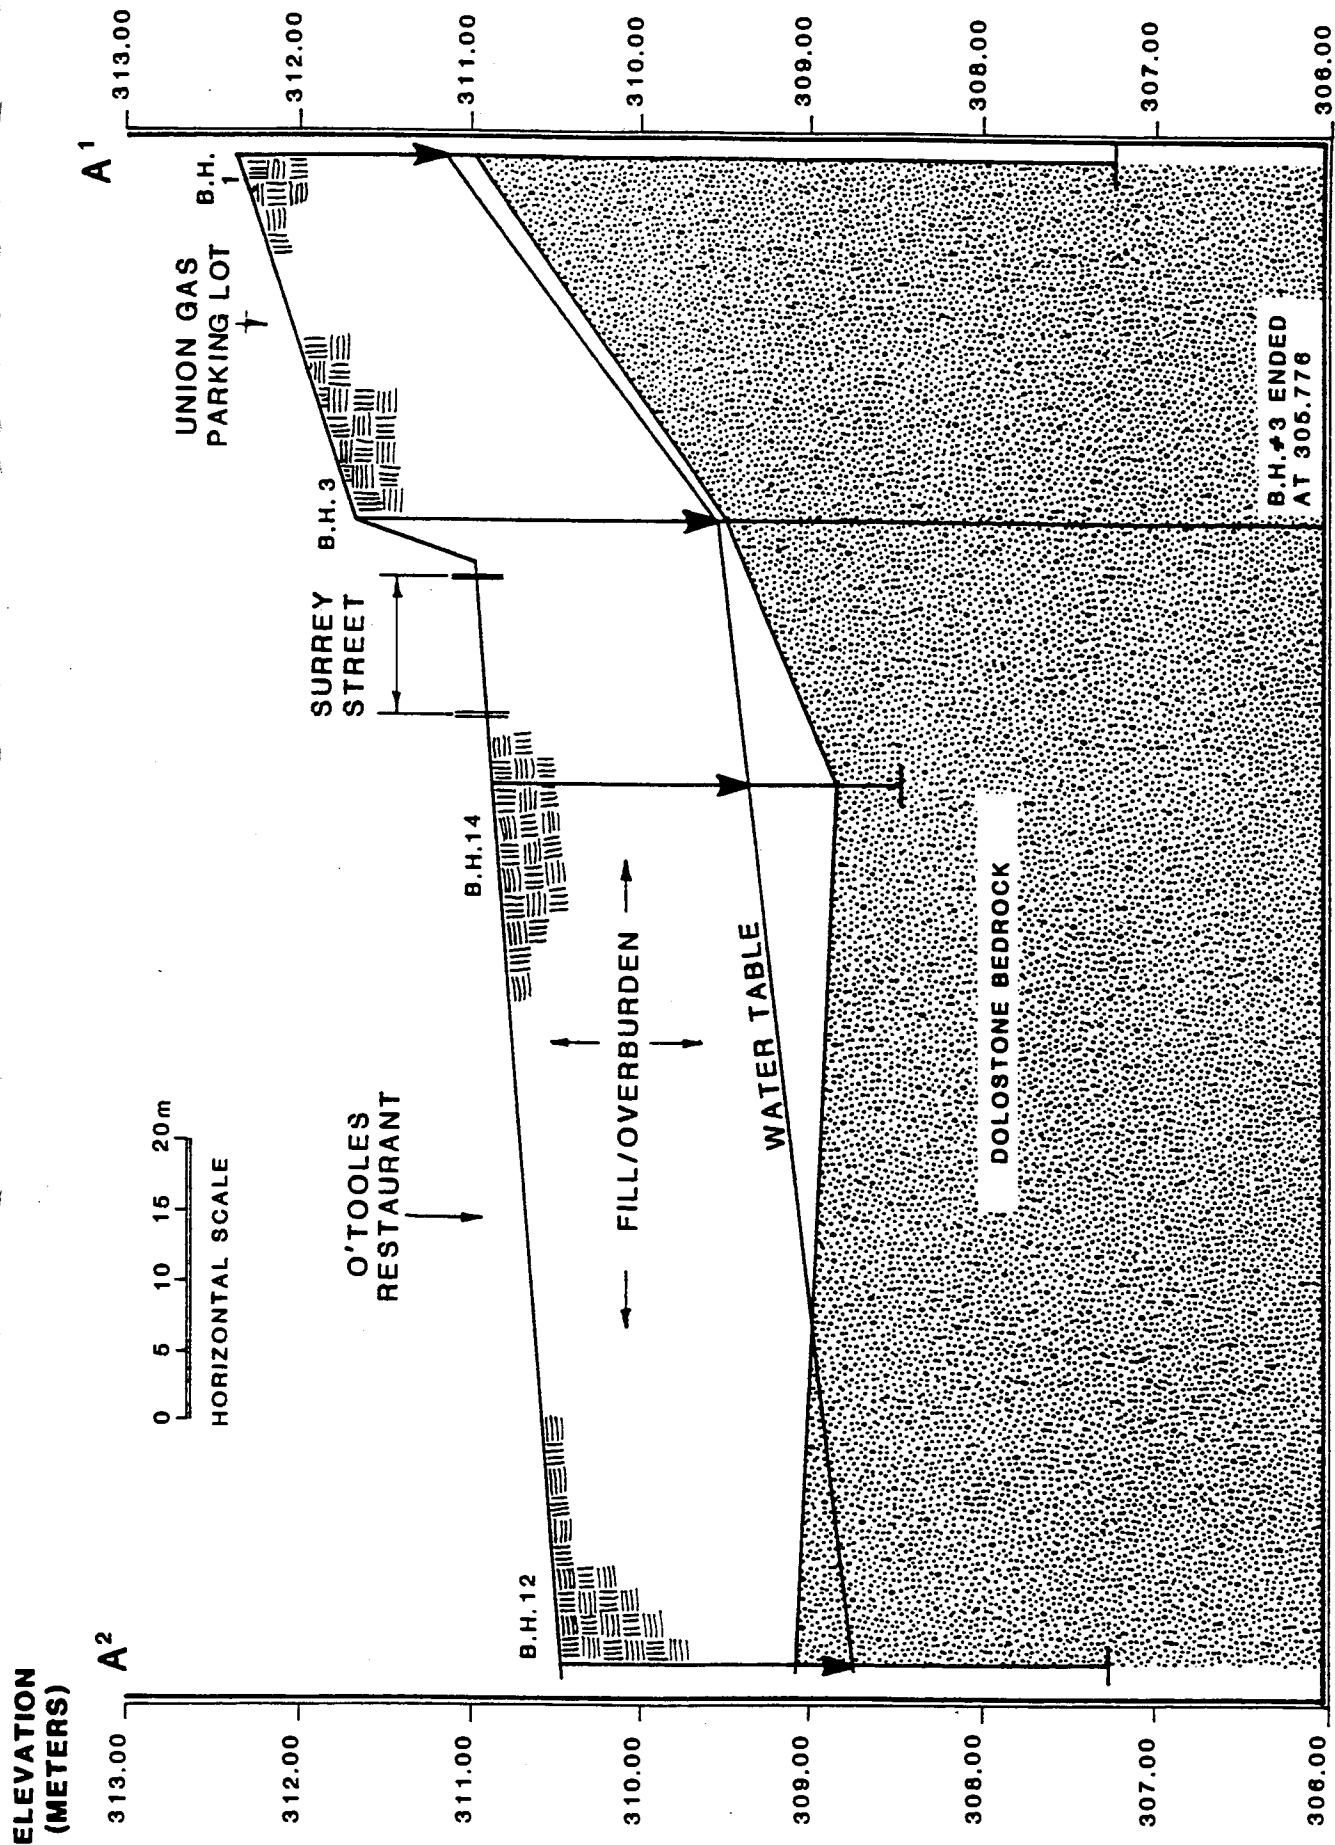 ELEVATION
(METERS)
A2
A1
313.00
312.00
311.00
310.00
309.00
308.00
307.00
306.00
0 5 10 15 20 m
HORIZONTAL SCALE
O'TOOLES
RESTAURANT
SURREY
STREET
UNION GAS
PARKING LOT
B.H. 12
B.H. 14
B.H. 3
B.H.
1
FILL/OVERBURDEN
WATER TABLE
DOLOSTONE BEDROCK
B.H.#3 ENDED
AT 305.776
313.00
312.00
311.00
310.00
309.00
308.00
307.00
306.00